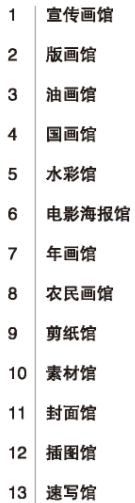 1 宣传画馆
2 版画馆
3 油画馆
4 国画馆
5 水彩馆
6 电影海报馆
7 年画馆
8 农民画馆
9 剪纸馆
10 素材馆
11 封面馆
12 插图馆
13 速写馆